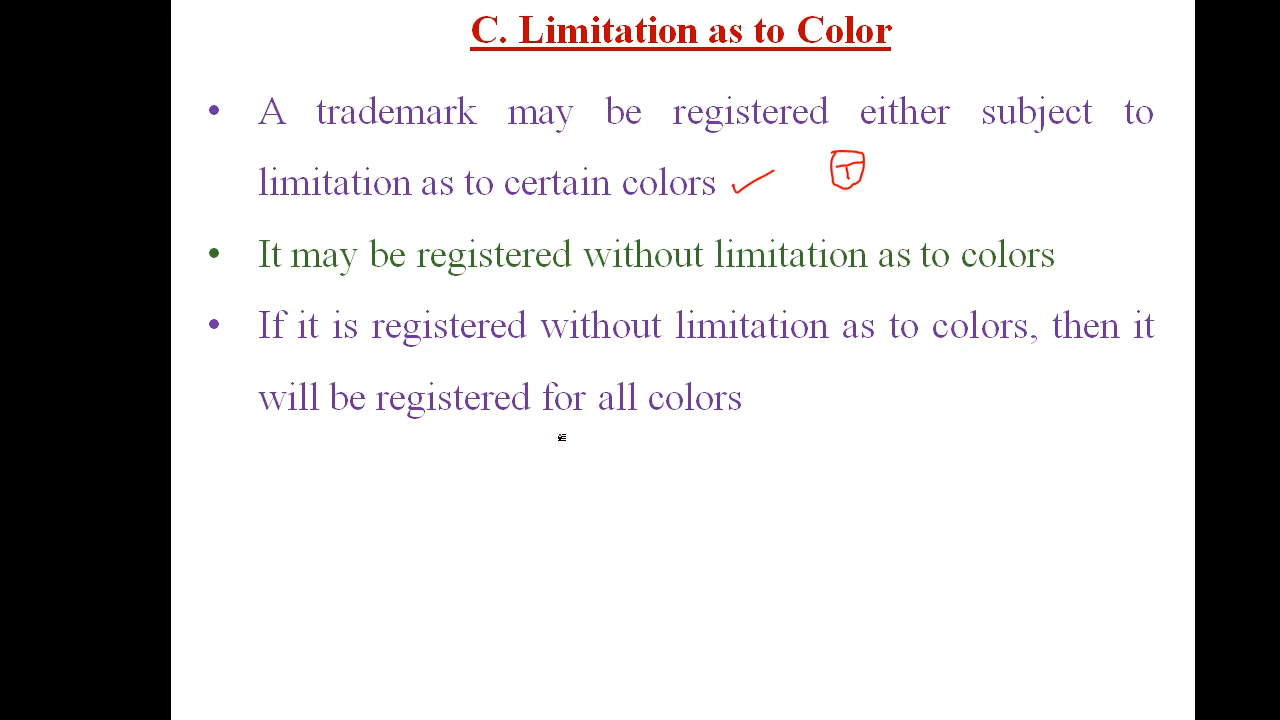 C. Limitation as to Color
• A trademark may be registered either subject to
limitation as to certain colors
T
• It may be registered without limitation as to colors
• If it is registered without limitation as to colors, then it
will be registered for all colors